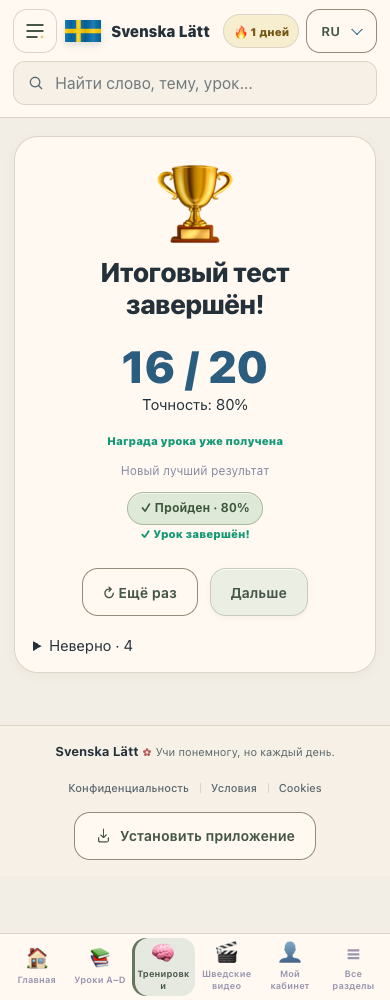 Svenska Lätt
🔥 1 дней
RU
Найти слово, тему, урок...
Итоговый тест
завершён!
16 / 20
Точность: 80%
Награда урока уже получена
Новый лучший результат
✓ Пройден · 80%
✓ Урок завершён!
↻ Ещё раз
Дальше
▶ Неверно · 4
Svenska Lätt ✿ Учи понемногу, но каждый день.
Конфиденциальность
Условия
Cookies
Установить приложение
Главная
Уроки A–D
Тренировк
и
Шведские
видео
Мой
кабинет
Все
разделы